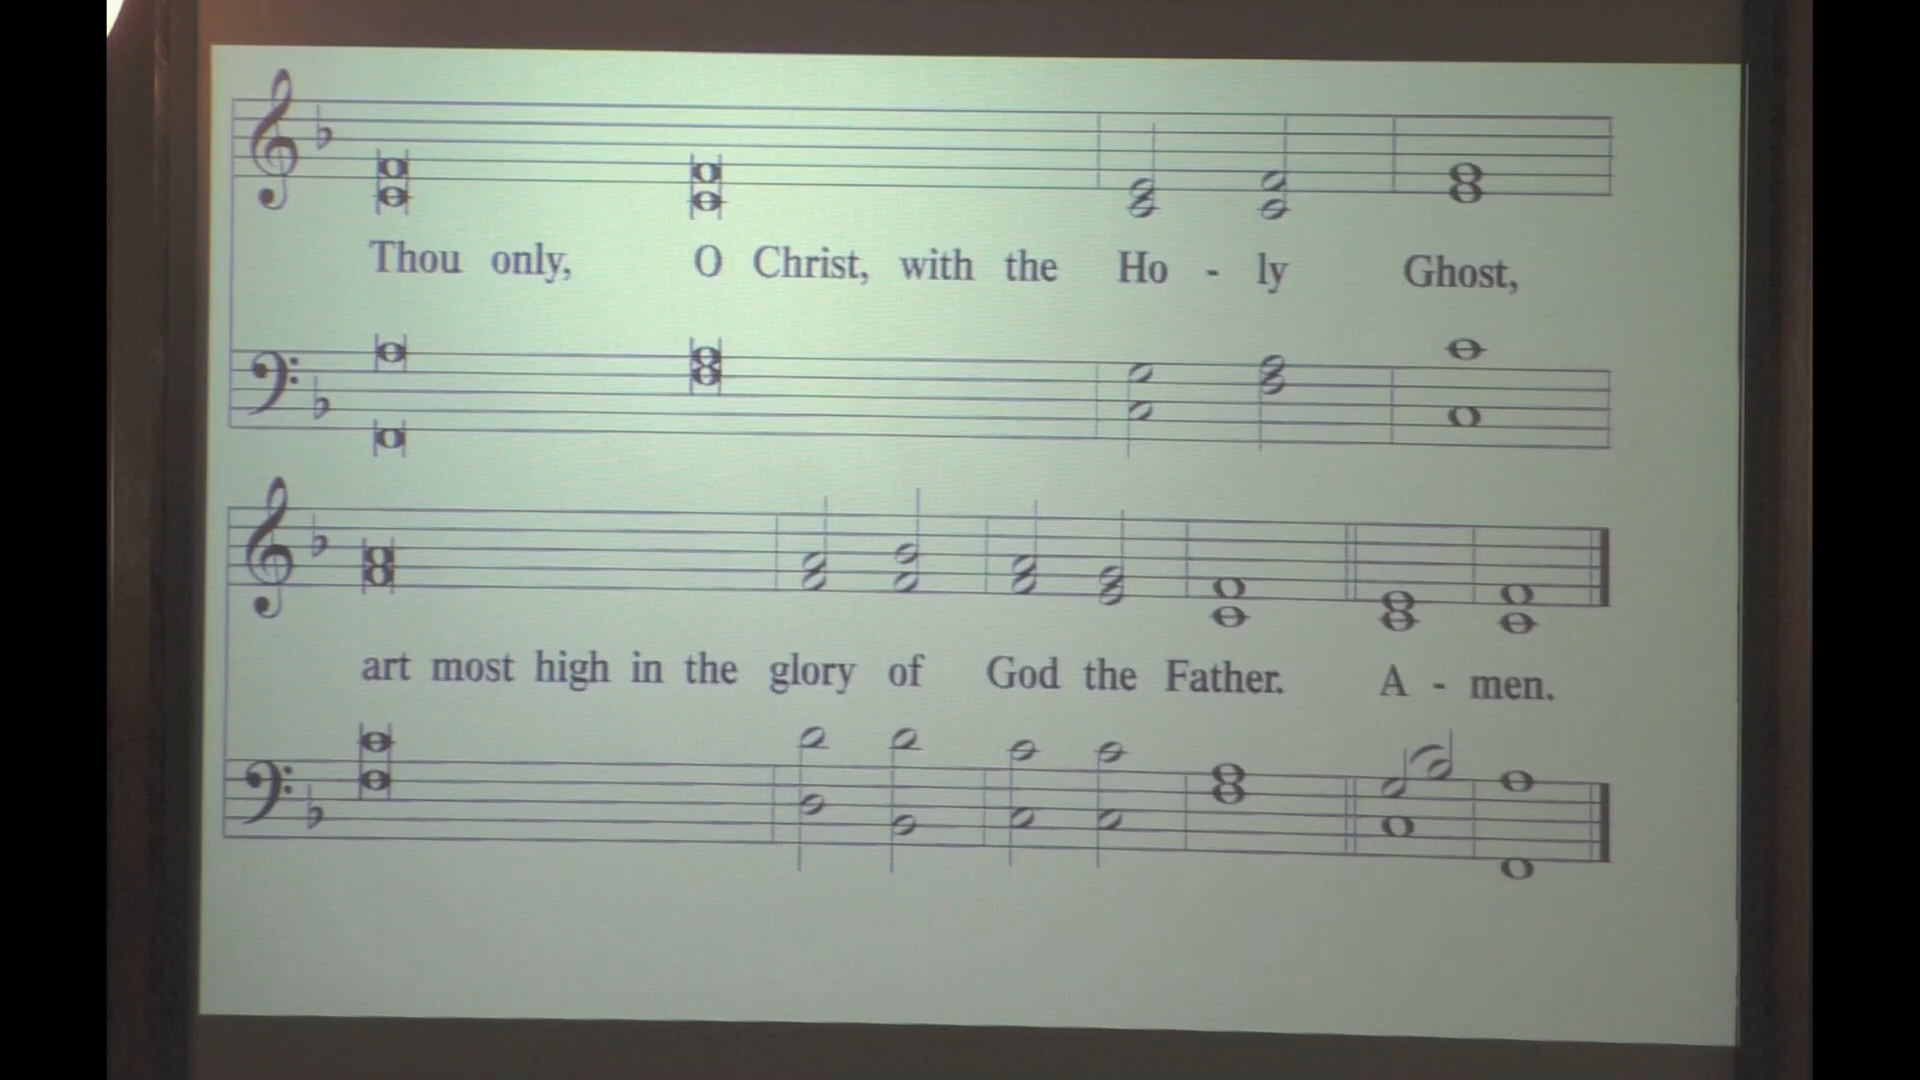 Thou only, O Christ, with the Ho - ly Ghost,
art most high in the glory of God the Father. A - men.